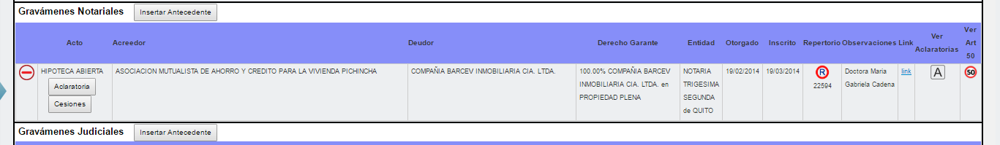 Gravámenes Notariales Insertar Antecedente
Acto Acreedor Deudor Derecho Garante Entidad Otorgado Inscrito Repertorio Observaciones Link Ver Aclaratorias Ver Art 50
HIPOTECA ABIERTA
Aclaratoria
Cesiones
ASOCIACION MUTUALISTA DE AHORRO Y CREDITO PARA LA VIVIENDA PICHINCHA
COMPAÑIA BARCEV INMOBILIARIA CIA. LTDA.
100.00% COMPAÑIA BARCEV
INMOBILIARIA CIA. LTDA. en
PROPIEDAD PLENA
NOTARIA
TRIGESIMA
SEGUNDA
de QUITO
19/02/2014
19/03/2014
R
22594
Doctora Maria
Gabriela Cadena
link
A
50
Gravámenes Judiciales Insertar Antecedente